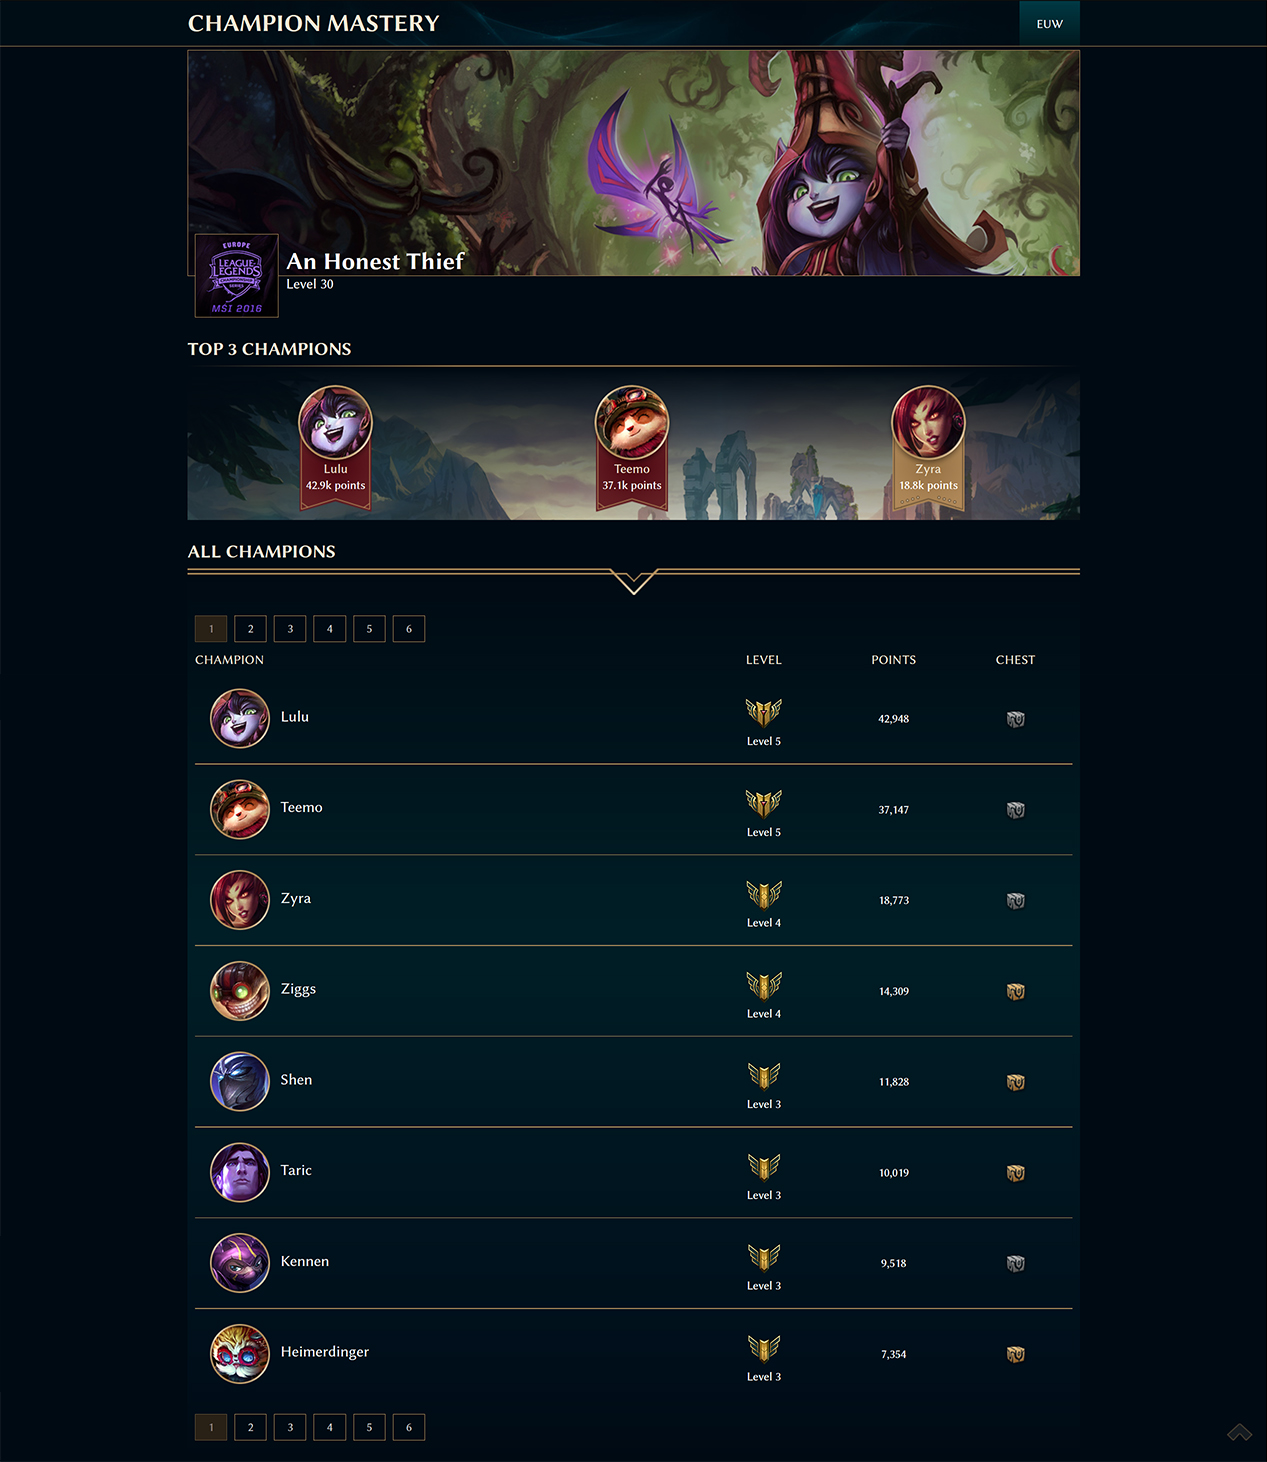 CHAMPION MASTERY
EUW
EUROPE
LEAGUE OF
LEGENDS
CHAMPIONSHIP
SERIES
MSI 2016
An Honest Thief
Level 30
TOP 3 CHAMPIONS
Lulu
42.9k points
Teemo
37.1k points
Zyra
18.8k points
ALL CHAMPIONS
1 2 3 4 5 6
CHAMPION LEVEL POINTS CHEST
Lulu 42,948
Level 5
Teemo 37,147
Level 5
Zyra 18,773
Level 4
Ziggs 14,309
Level 4
Shen 11,828
Level 3
Taric 10,019
Level 3
Kennen 9,518
Level 3
Heimerdinger 7,354
Level 3
1 2 3 4 5 6